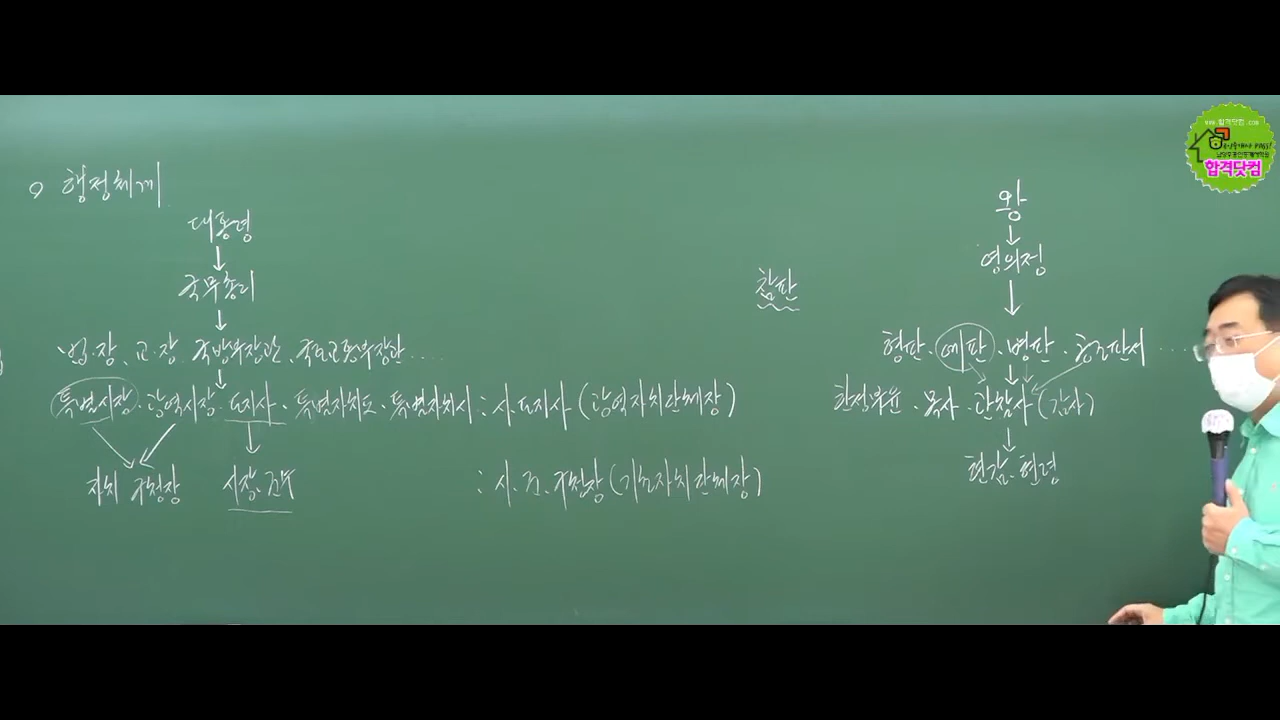 ○ 행정체계
대통령
↓
국무총리
↓
법.장, 교.장 국방부장관, 국토교통부장관 ....
↓
특별시장. 광역시장. 도지사. 특별자치도. 특별자치시 : 시.도지사 (광역자치단체장)
자치 구청장 시장.군수 : 시.군.구청장 (기초자치단체장)
참판
왕
↓
영의정
↓
형판. 예판. 병판. 호조판서 ....
한성부윤. 목사. 관찰사 (감사)
↓
현감. 현령
www.합격닷컴.com
합격닷컴